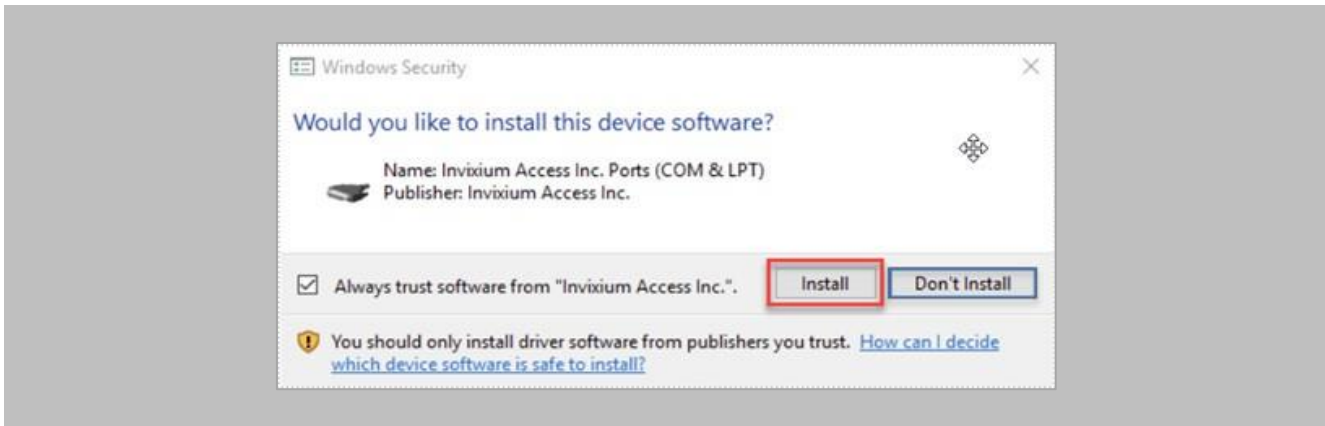 Windows Security
Would you like to install this device software?
Name: Invixium Access Inc. Ports (COM & LPT)
Publisher: Invixium Access Inc.
Always trust software from "Invixium Access Inc.".
Install
Don't Install
You should only install driver software from publishers you trust. How can I decide
which device software is safe to install?